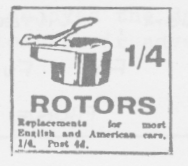 1/4
ROTORS
Replacements for most
English and American cars,
1/4. Post 4d.